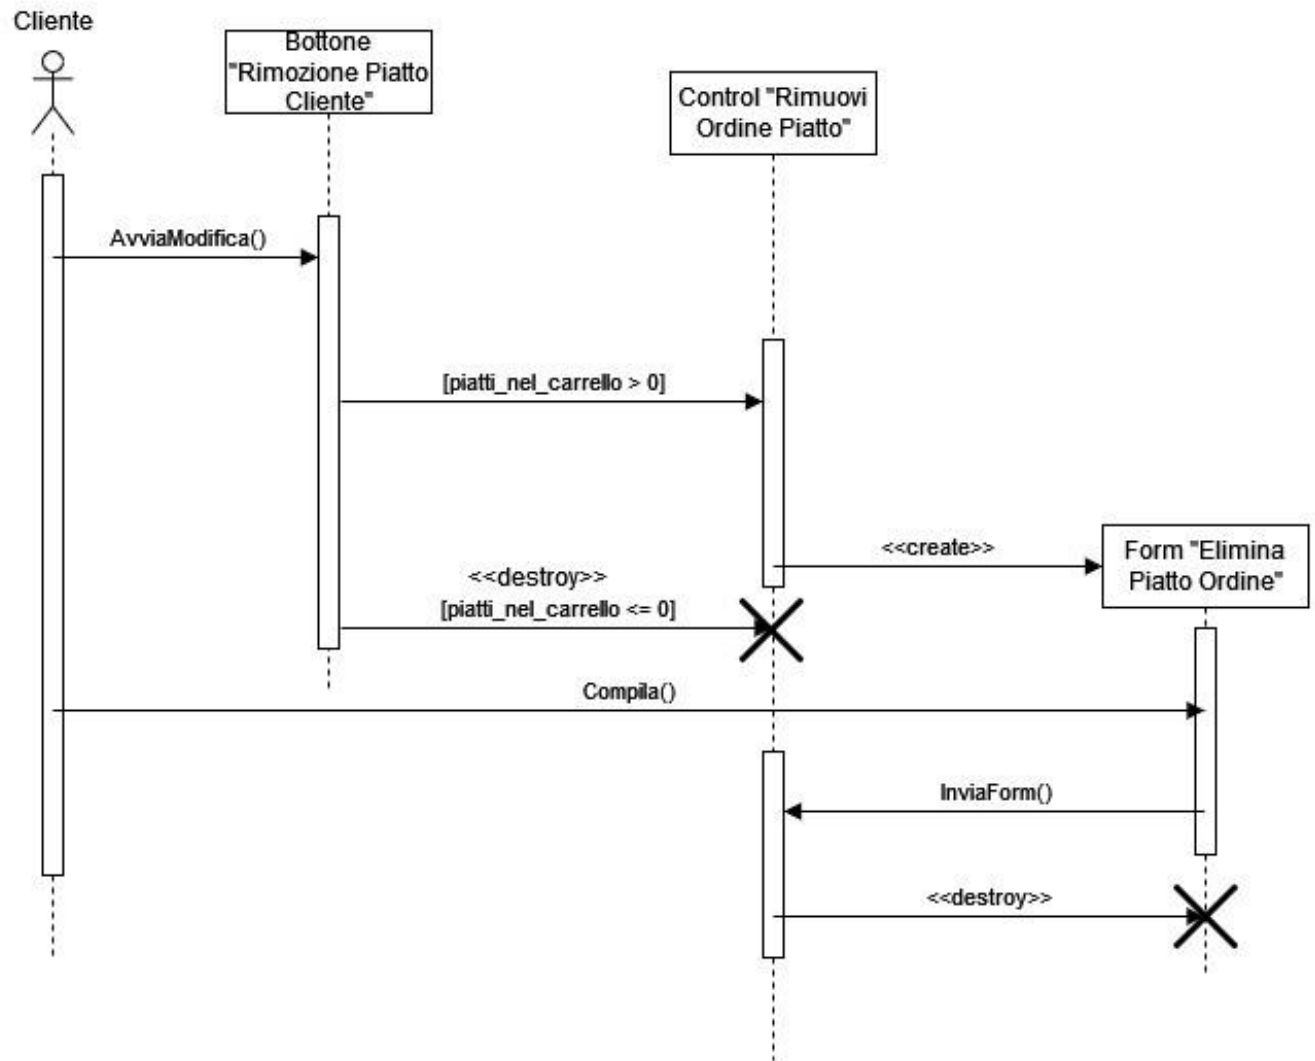 Cliente
Bottone
"Rimozione Piatto
Cliente"
Control "Rimuovi
Ordine Piatto"
AvviaModifica()
[piatti_nel_carrello > 0]
<<create>>
Form "Elimina
Piatto Ordine"
<<destroy>>
[piatti_nel_carrello <= 0]
Compila()
InviaForm()
<<destroy>>